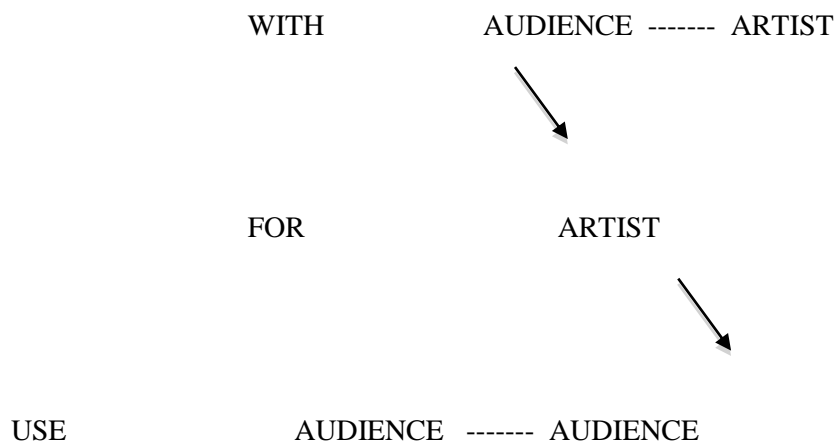 WITH AUDIENCE ------- ARTIST
FOR ARTIST
USE AUDIENCE ------- AUDIENCE